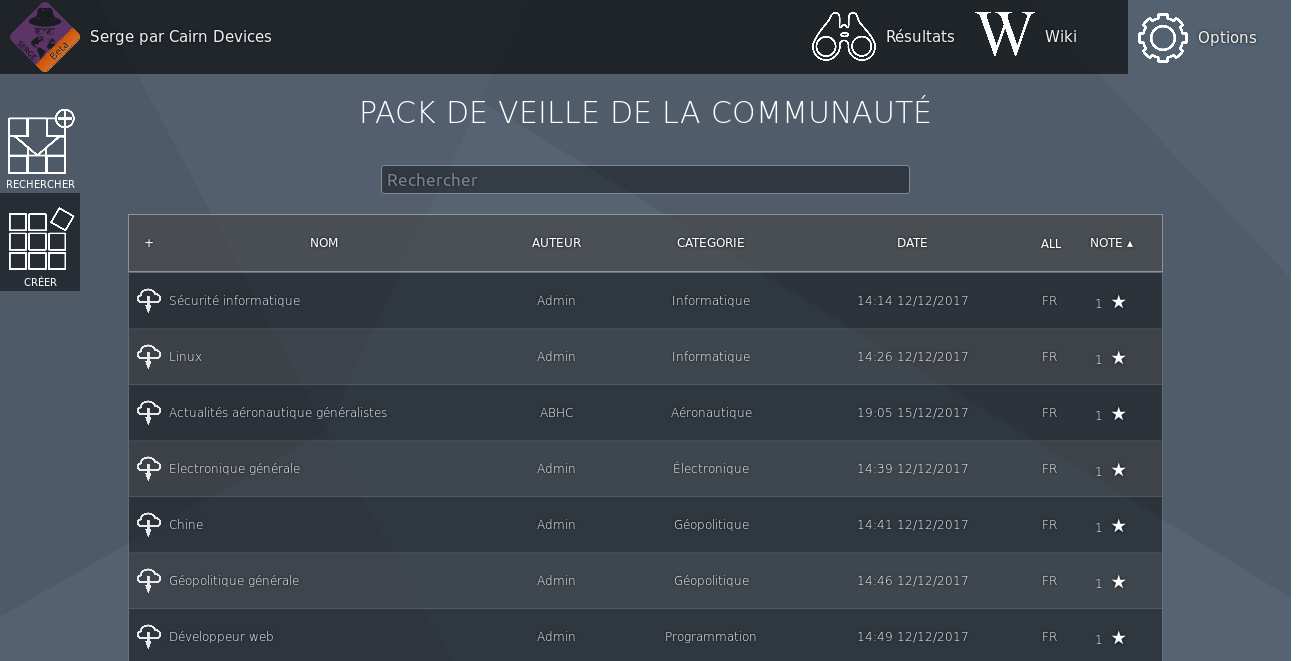 SERGE Beta Serge par Cairn Devices Résultats W Wiki Options
PACK DE VEILLE DE LA COMMUNAUTÉ
RECHERCHER
CRÉER
Rechercher
+ NOM AUTEUR CATEGORIE DATE ALL NOTE ▴
Sécurité informatique Admin Informatique 14:14 12/12/2017 FR 1 ★
Linux Admin Informatique 14:26 12/12/2017 FR 1 ★
Actualités aéronautique généralistes ABHC Aéronautique 19:05 15/12/2017 FR 1 ★
Electronique générale Admin Électronique 14:39 12/12/2017 FR 1 ★
Chine Admin Géopolitique 14:41 12/12/2017 FR 1 ★
Géopolitique générale Admin Géopolitique 14:46 12/12/2017 FR 1 ★
Développeur web Admin Programmation 14:49 12/12/2017 FR 1 ★